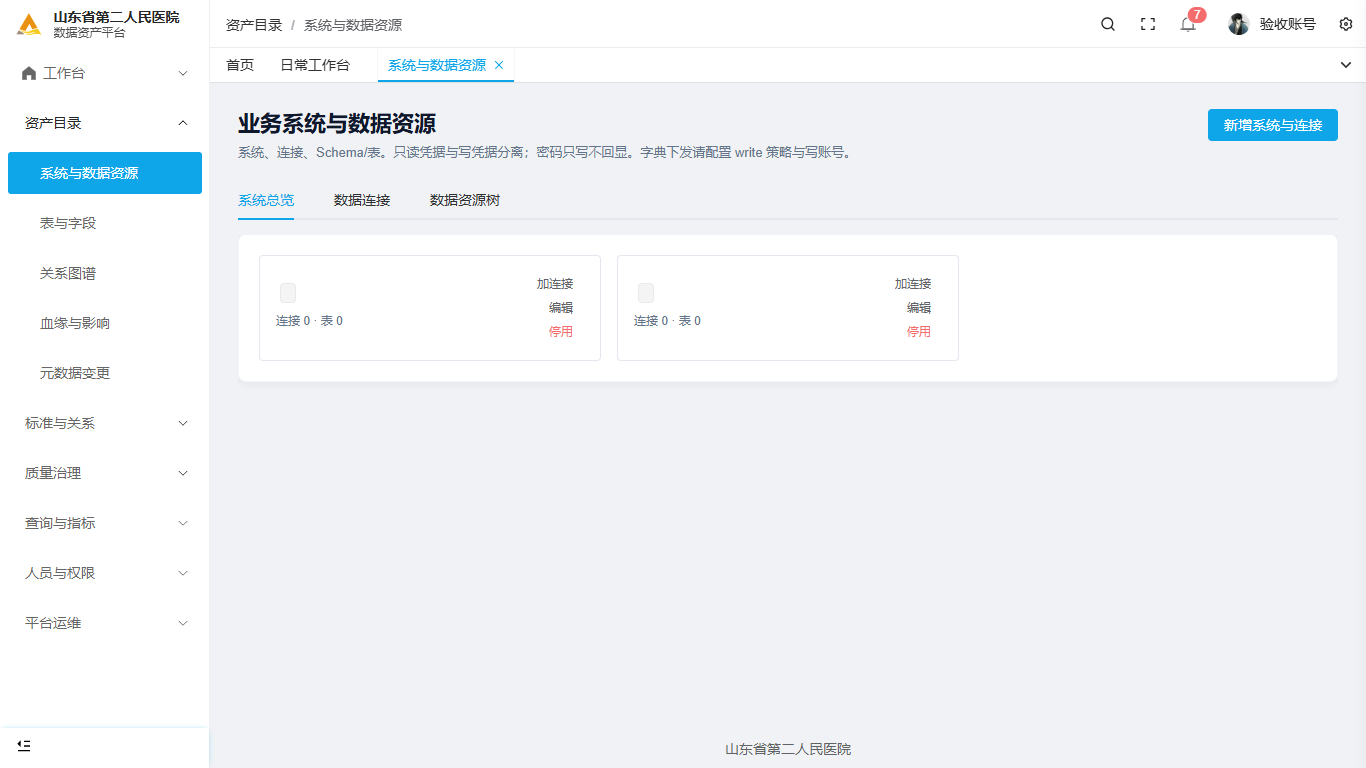 山东省第二人民医院
数据资产平台
工作台
资产目录
系统与数据资源
表与字段
关系图谱
血缘与影响
元数据变更
标准与关系
质量治理
查询与指标
人员与权限
平台运维
资产目录 / 系统与数据资源
7
验收账号
首页
日常工作台
系统与数据资源
业务系统与数据资源
新增系统与连接
系统、连接、Schema/表。只读凭据与写凭据分离；密码只写不回显。字典下发请配置 write 策略与写账号。
系统总览
数据连接
数据资源树
加连接
编辑
连接 0 · 表 0
停用
加连接
编辑
连接 0 · 表 0
停用
山东省第二人民医院